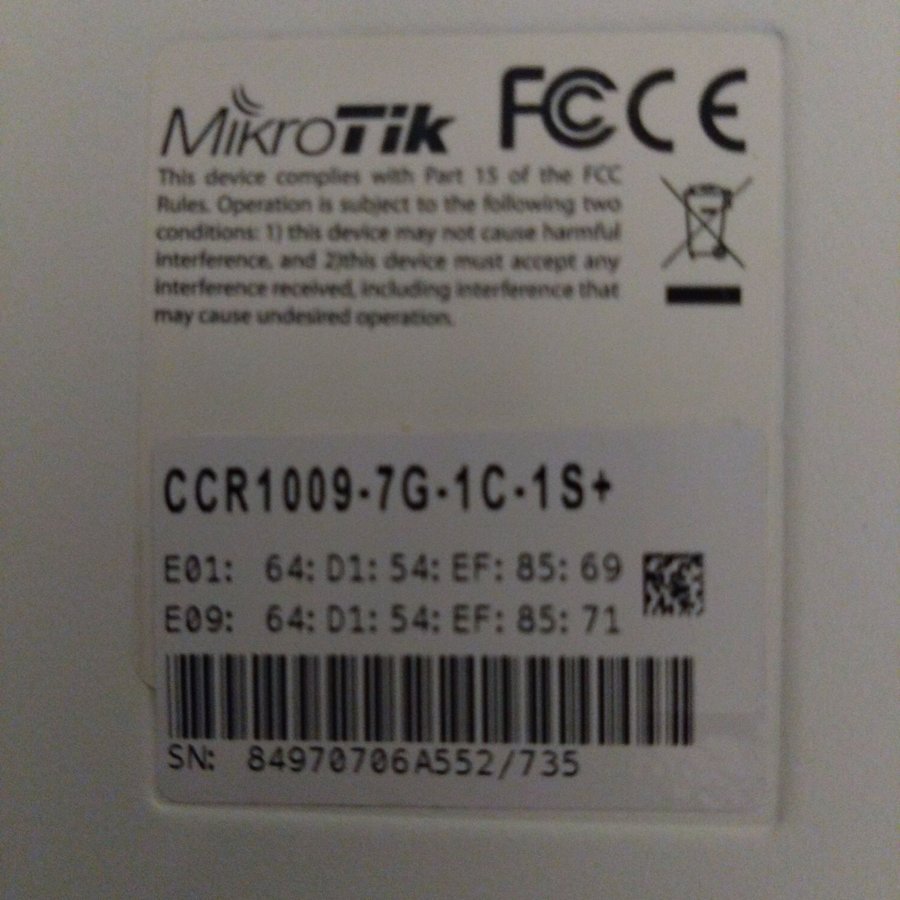 MikroTik FC CE
This device complies with Part 15 of the FCC
Rules. Operation is subject to the following two
conditions: 1) this device may not cause harmful
interference, and 2)this device must accept any
interference received, including interference that
may cause undesired operation.
CCR1009-7G-1C-1S+
E01: 64:D1:54:EF:85:69
E09: 64:D1:54:EF:85:71
SN: 84970706A552/735